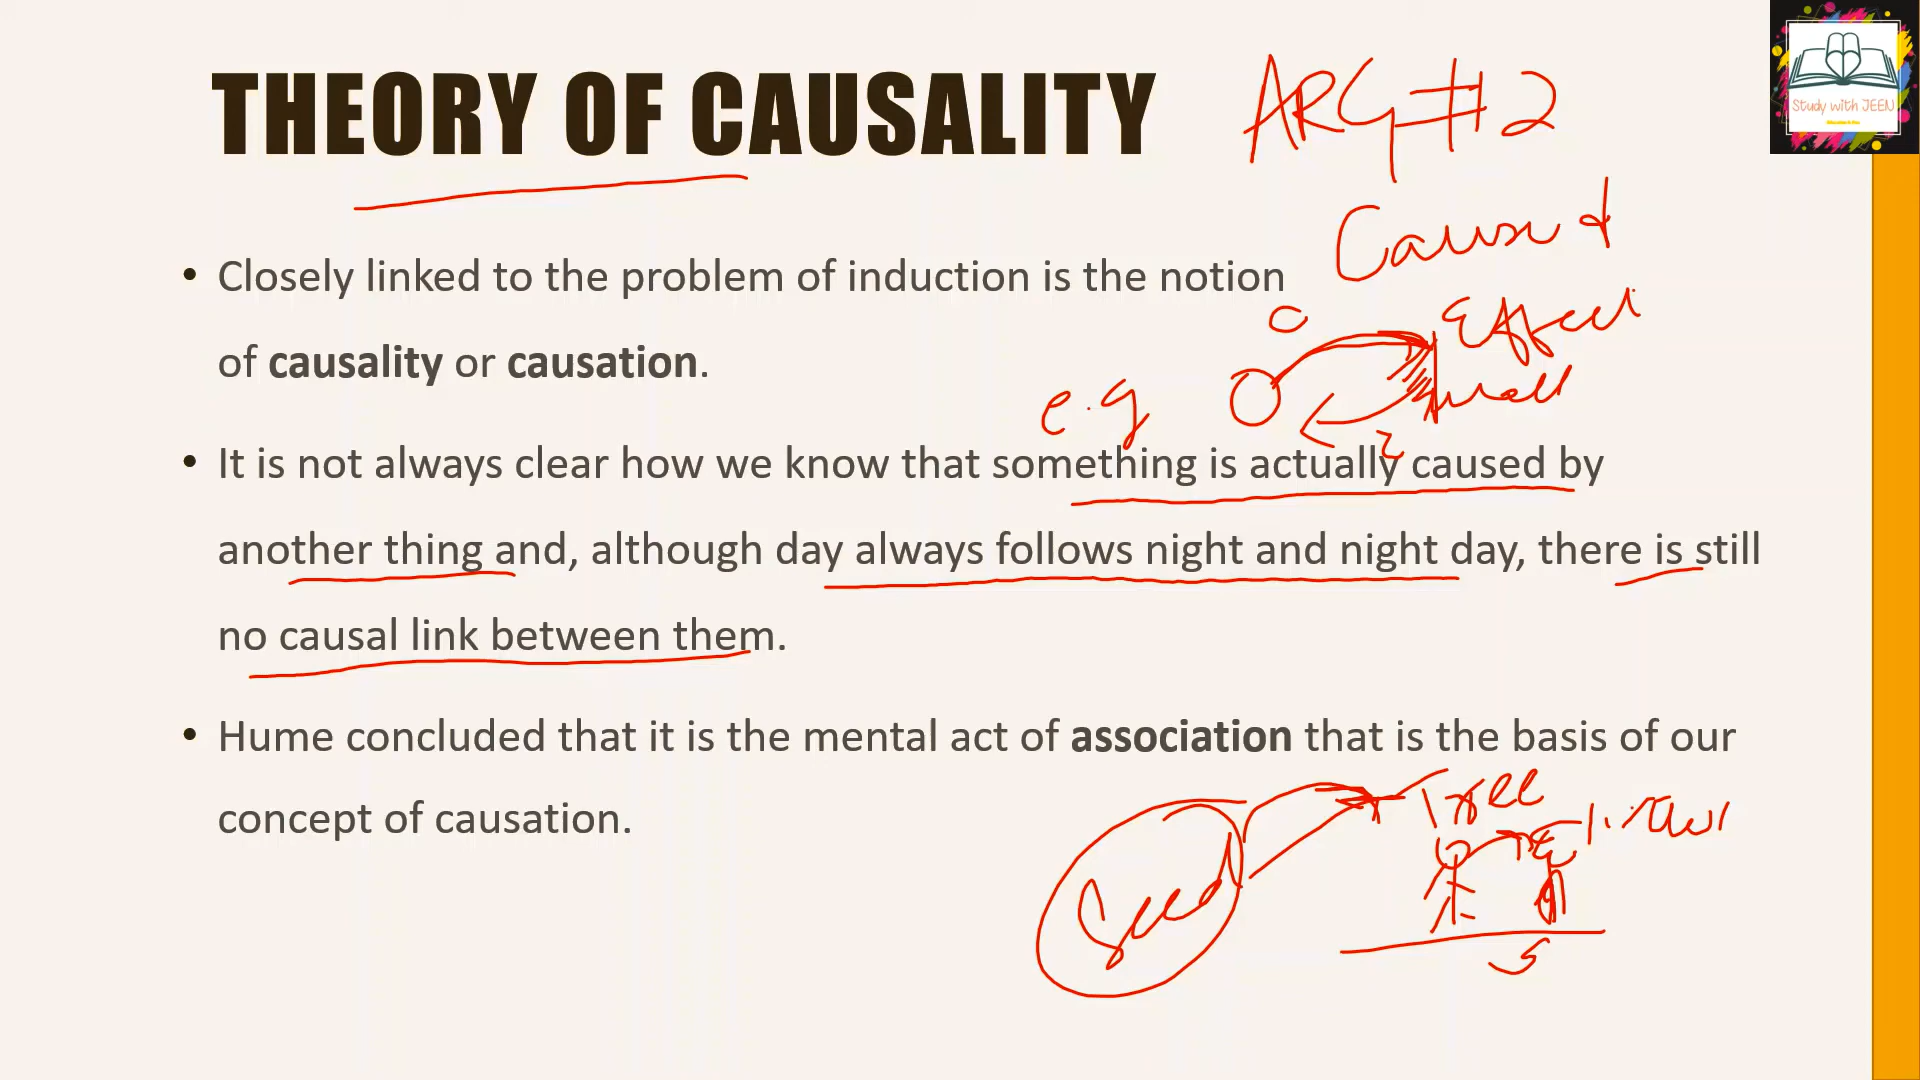 THEORY OF CAUSALITY
ARG #2
Study with JEEN
Cause &
Effect
• Closely linked to the problem of induction is the notion
of causality or causation.
C
e.g
wall
• It is not always clear how we know that something is actually caused by
another thing and, although day always follows night and night day, there is still
no causal link between them.
• Hume concluded that it is the mental act of association that is the basis of our
concept of causation.
Tree
Seed